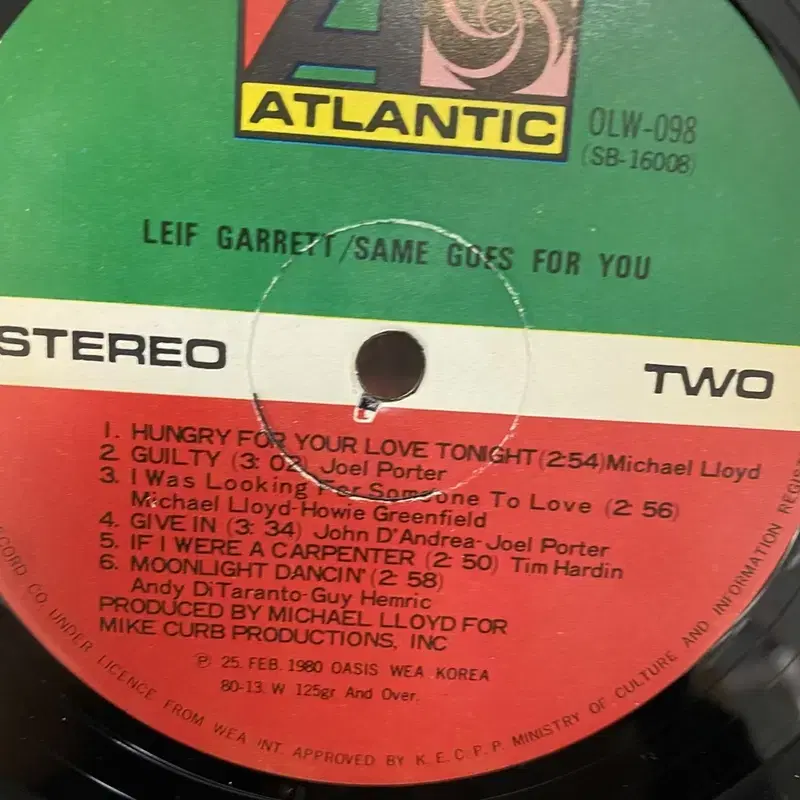 A
ATLANTIC
OLW-098
(SB-16008)
LEIF GARRETT/SAME GOES FOR YOU
STEREO
TWO
1. HUNGRY FOR YOUR LOVE TONIGHT (2:54) Michael Lloyd
2. GUILTY (3: 02) Joel Porter
3. I Was Looking For Someone To Love (2: 56)
Michael Lloyd-Howie Greenfield
4. GIVE IN (3: 34) John D'Andrea-Joel Porter
5. IF I WERE A CARPENTER (2: 50) Tim Hardin
6. MOONLIGHT DANCIN' (2: 58)
Andy DiTaranto-Guy Hemric
PRODUCED BY MICHAEL LLOYD FOR
MIKE CURB PRODUCTIONS, INC
℗ 25. FEB. 1980 OASIS WEA KOREA
80-13. W 125gr And Over.
CORD CO. UNDER LICENCE FROM WEA INT. APPROVED BY K.E.C.P.P. MINISTRY OF CULTURE AND INFORMATION REGIST